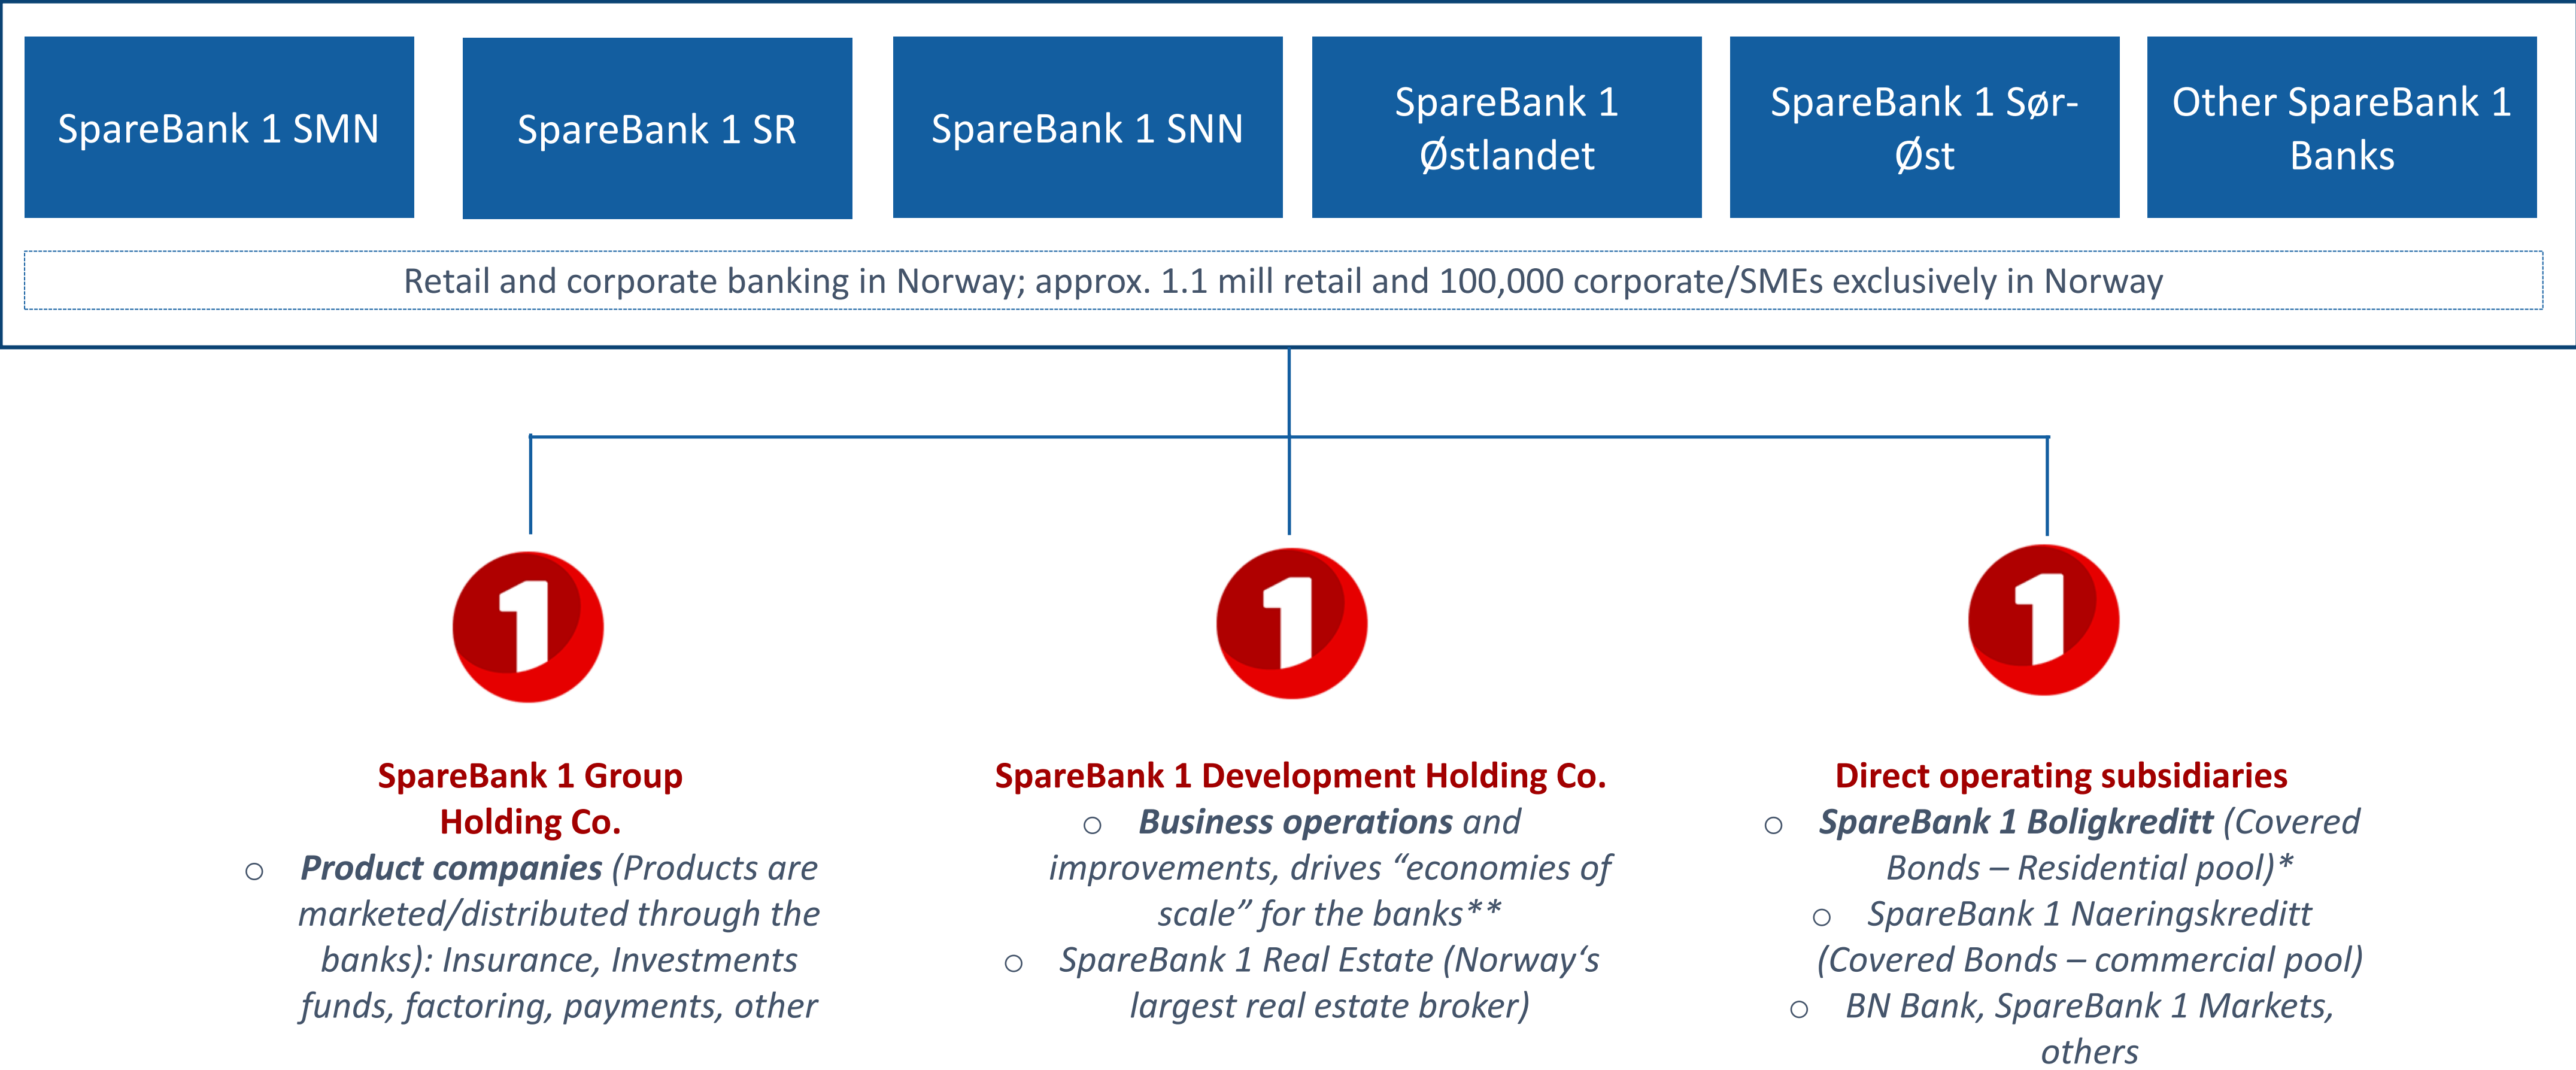 SpareBank 1 SMN
SpareBank 1 SR
SpareBank 1 SNN
SpareBank 1
Østlandet
SpareBank 1 Sør-
Øst
Other SpareBank 1
Banks
Retail and corporate banking in Norway; approx. 1.1 mill retail and 100,000 corporate/SMEs exclusively in Norway
1
1
1
SpareBank 1 Group
Holding Co.
o Product companies (Products are
marketed/distributed through the
banks): Insurance, Investments
funds, factoring, payments, other
SpareBank 1 Development Holding Co.
o Business operations and
improvements, drives “economies of
scale” for the banks**
o SpareBank 1 Real Estate (Norway‘s
largest real estate broker)
Direct operating subsidiaries
o SpareBank 1 Boligkreditt (Covered
Bonds – Residential pool)*
o SpareBank 1 Naeringskreditt
(Covered Bonds – commercial pool)
o BN Bank, SpareBank 1 Markets,
others